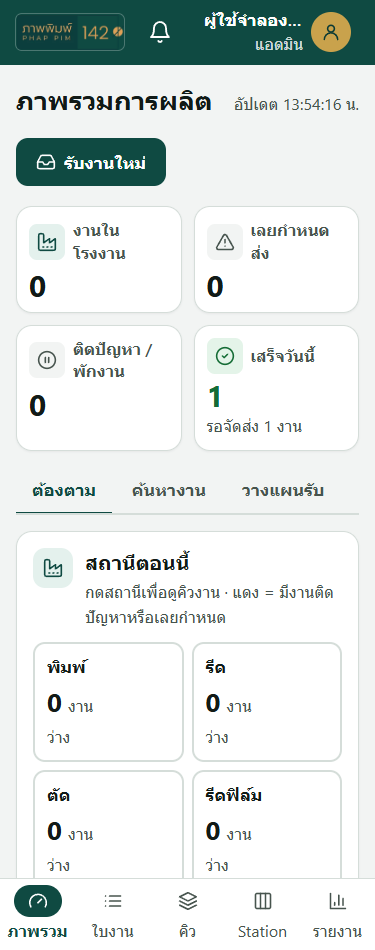 ภาพพิมพ์
PHAP PIM
142
ผู้ใช้จำลอง...
แอดมิน
ภาพรวมการผลิต
อัปเดต 13:54:16 น.
รับงานใหม่
งานใน
โรงงาน
0
เลยกำหนด
ส่ง
0
ติดปัญหา /
พักงาน
0
เสร็จวันนี้
1
รอจัดส่ง 1 งาน
ต้องตาม
ค้นหางาน
วางแผนรับ
สถานีตอนนี้
กดสถานีเพื่อดูคิวงาน · แดง = มีงานติด
ปัญหาหรือเลยกำหนด
พิมพ์
0 งาน
ว่าง
รีด
0 งาน
ว่าง
ตัด
0 งาน
ว่าง
รีดฟิล์ม
0 งาน
ว่าง
ภาพรวม
ใบงาน
คิว
Station
รายงาน